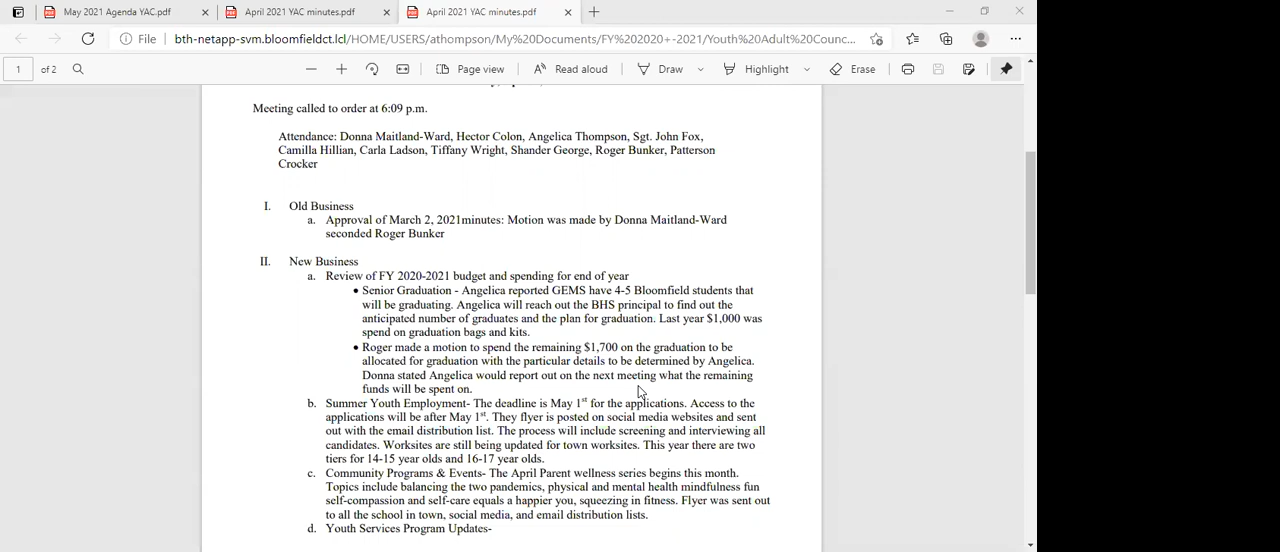 May 2021 Agenda YAC.pdf
April 2021 YAC minutes.pdf
April 2021 YAC minutes.pdf
File
bth-netapp-svm.bloomfieldct.lcl/HOME/USERS/athompson/My%20Documents/FY%202020+-2021/Youth%20Adult%20Counc...
1 of 2
Page view
Read aloud
Draw
Highlight
Erase
Meeting called to order at 6:09 p.m.
Attendance: Donna Maitland-Ward, Hector Colon, Angelica Thompson, Sgt. John Fox,
Camilla Hillian, Carla Ladson, Tiffany Wright, Shander George, Roger Bunker, Patterson
Crocker
I. Old Business
a. Approval of March 2, 2021minutes: Motion was made by Donna Maitland-Ward
seconded Roger Bunker
II. New Business
a. Review of FY 2020-2021 budget and spending for end of year
• Senior Graduation - Angelica reported GEMS have 4-5 Bloomfield students that
will be graduating. Angelica will reach out the BHS principal to find out the
anticipated number of graduates and the plan for graduation. Last year $1,000 was
spend on graduation bags and kits.
• Roger made a motion to spend the remaining $1,700 on the graduation to be
allocated for graduation with the particular details to be determined by Angelica.
Donna stated Angelica would report out on the next meeting what the remaining
funds will be spent on.
b. Summer Youth Employment- The deadline is May 1st for the applications. Access to the
applications will be after May 1st. They flyer is posted on social media websites and sent
out with the email distribution list. The process will include screening and interviewing all
candidates. Worksites are still being updated for town worksites. This year there are two
tiers for 14-15 year olds and 16-17 year olds.
c. Community Programs & Events- The April Parent wellness series begins this month.
Topics include balancing the two pandemics, physical and mental health mindfulness fun
self-compassion and self-care equals a happier you, squeezing in fitness. Flyer was sent out
to all the school in town, social media, and email distribution lists.
d. Youth Services Program Updates-